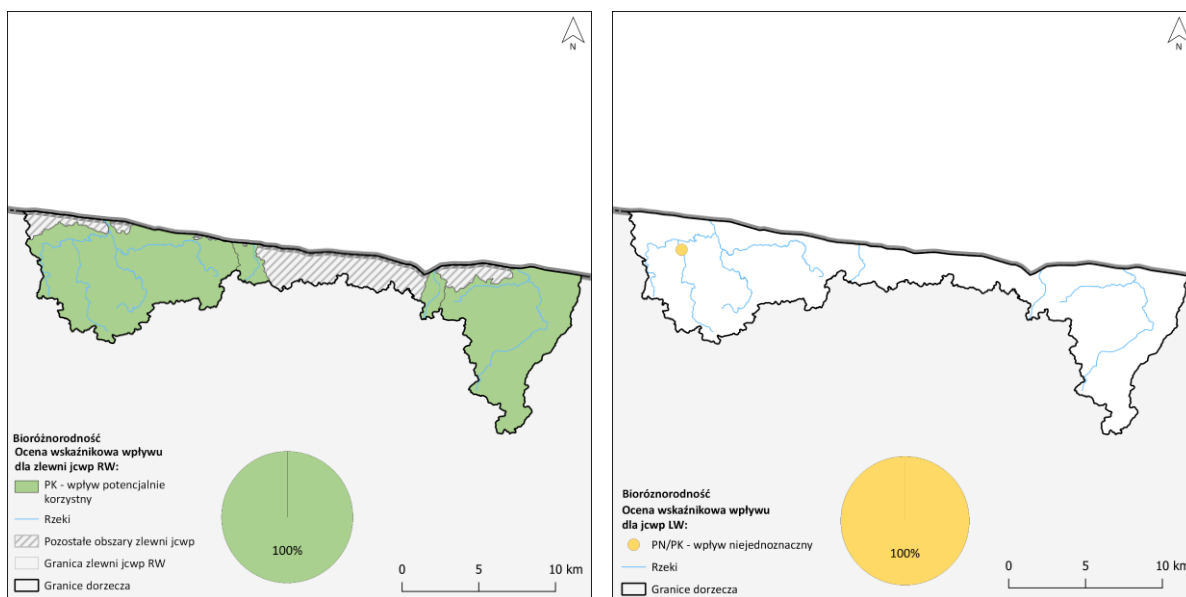 N
Bioróżnorodność
Ocena wskaźnikowa wpływu
dla zlewni jcwp RW:
PK - wpływ potencjalnie
korzystny
Rzeki
Pozostałe obszary zlewni jcwp
Granica zlewni jcwp RW
Granice dorzecza
100%
0 5 10 km
N
Bioróznorodność
Ocena wskaźnikowa wpływu
dla jcwp LW:
PN/PK - wpływ niejednoznaczny
Rzeki
Granice dorzecza
100%
0 5 10 km